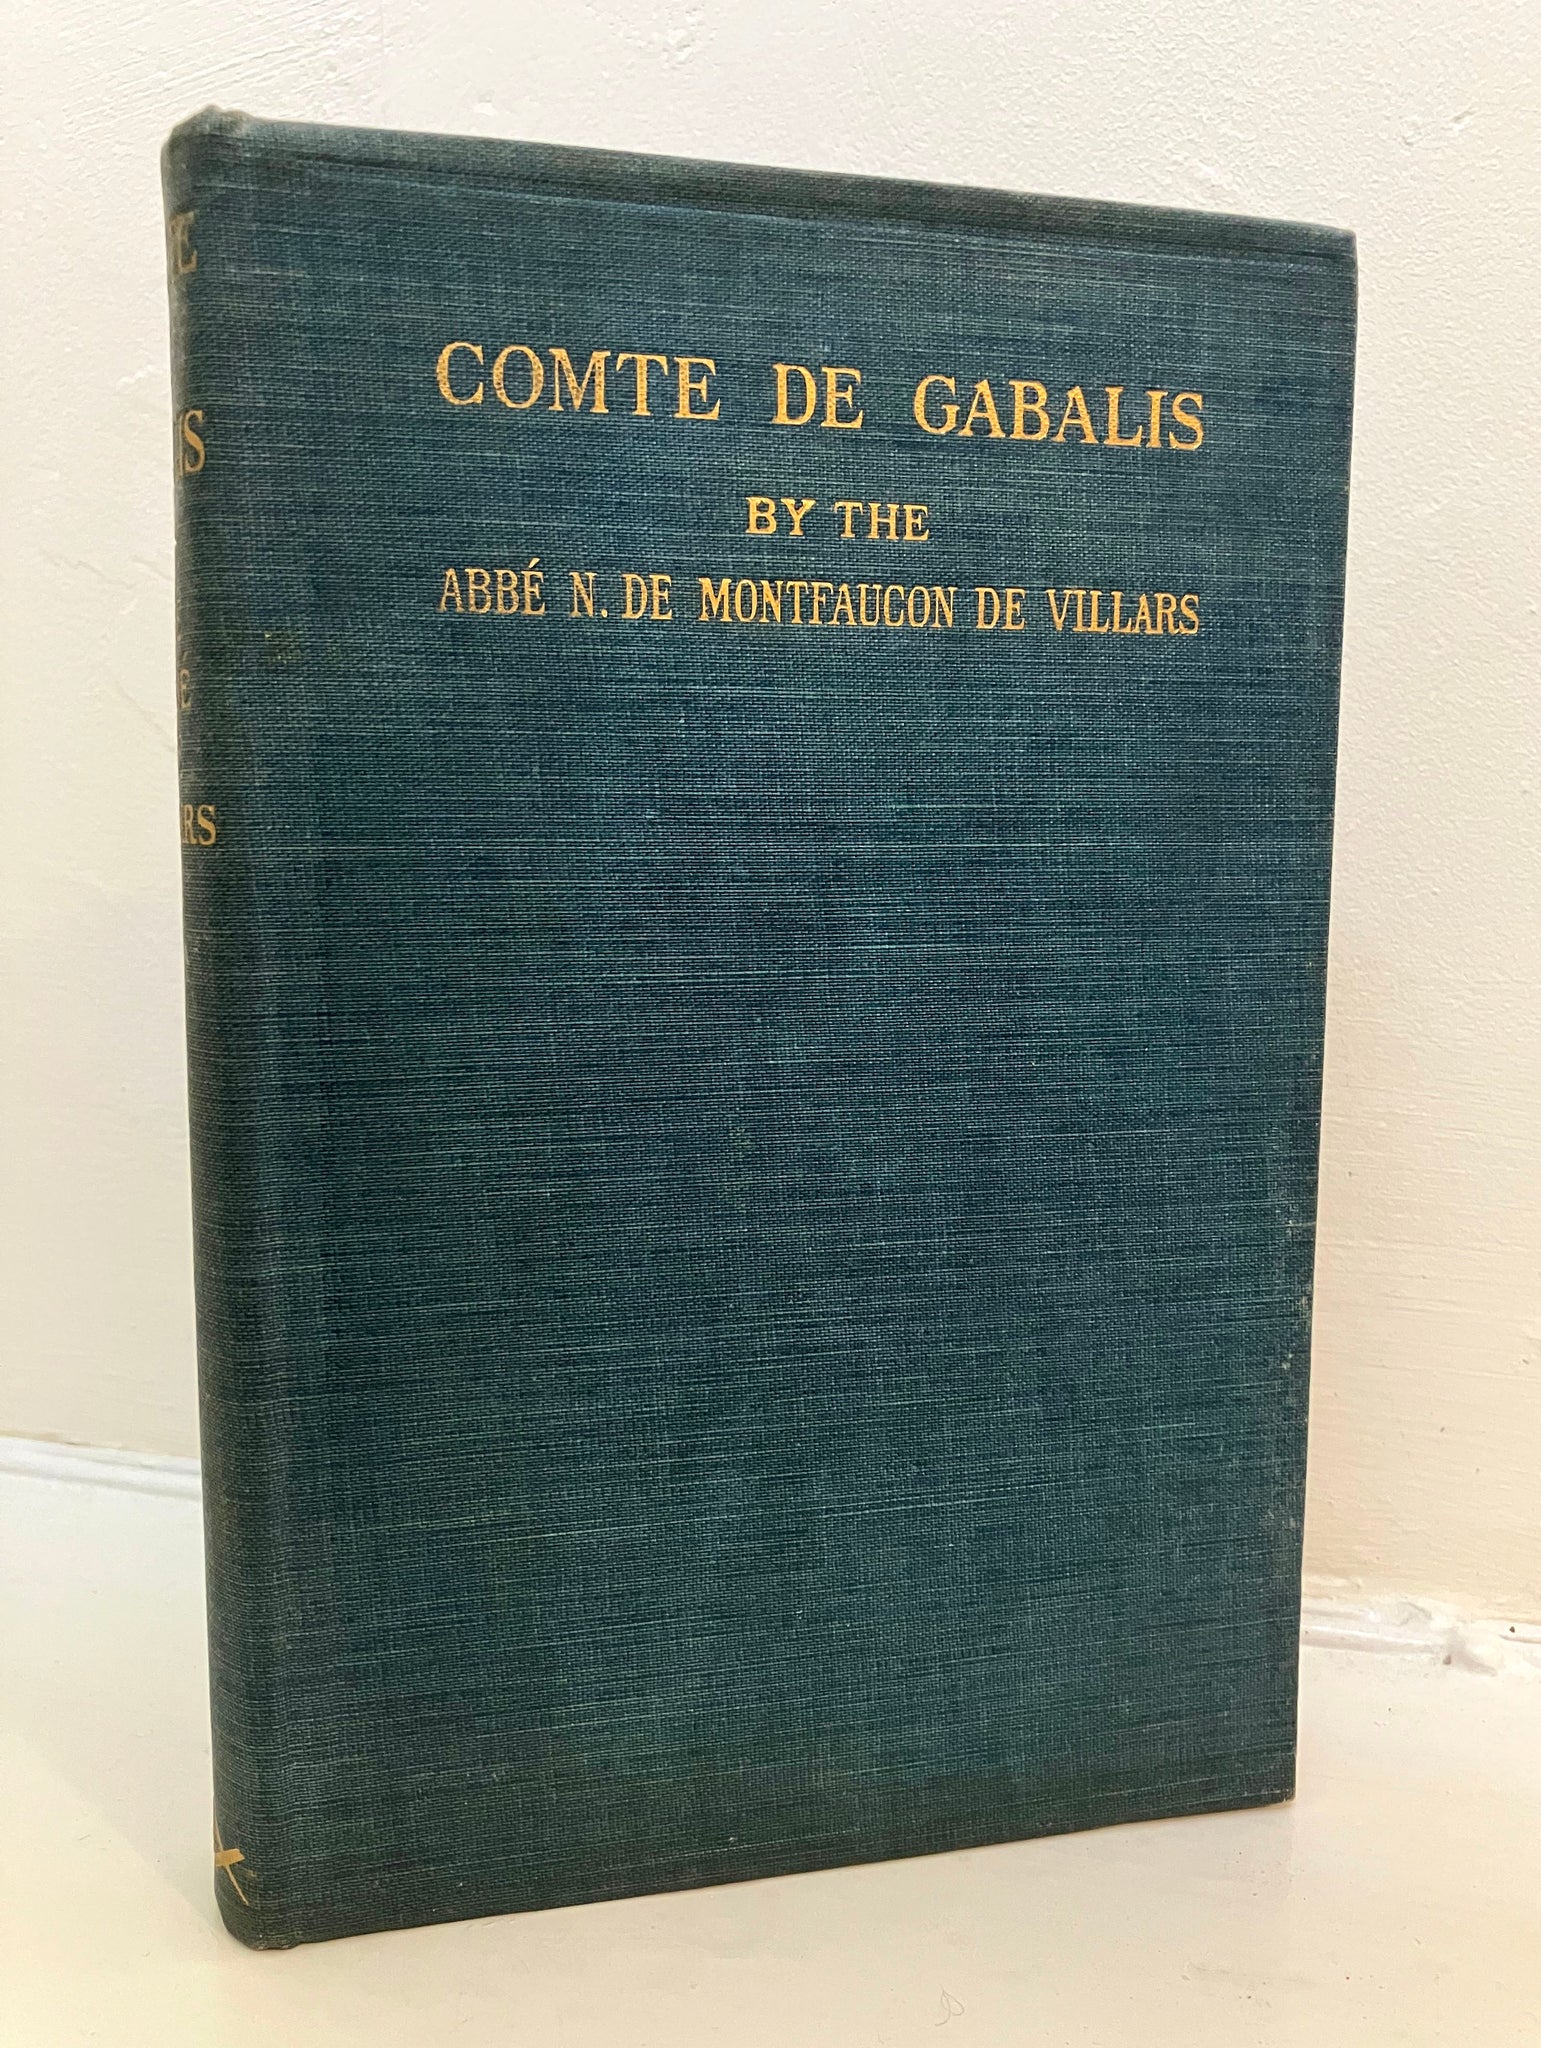 COMTE DE GABALIS
BY THE
ABBÉ N. DE MONTFAUCON DE VILLARS